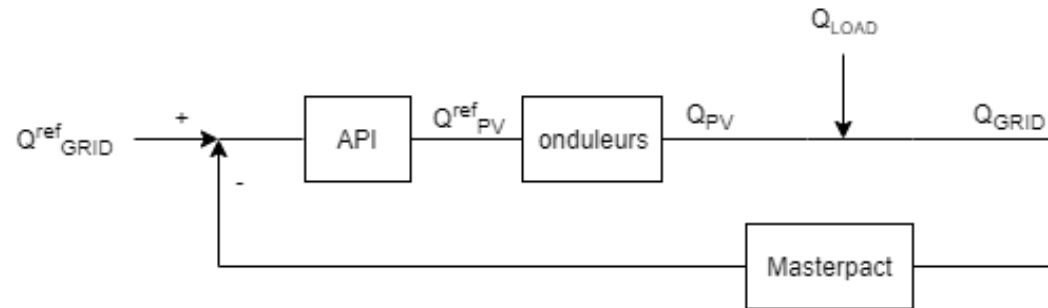 Q_LOAD
Q^ref_GRID
+
API
Q^ref_PV
onduleurs
Q_PV
Q_GRID
-
Masterpact